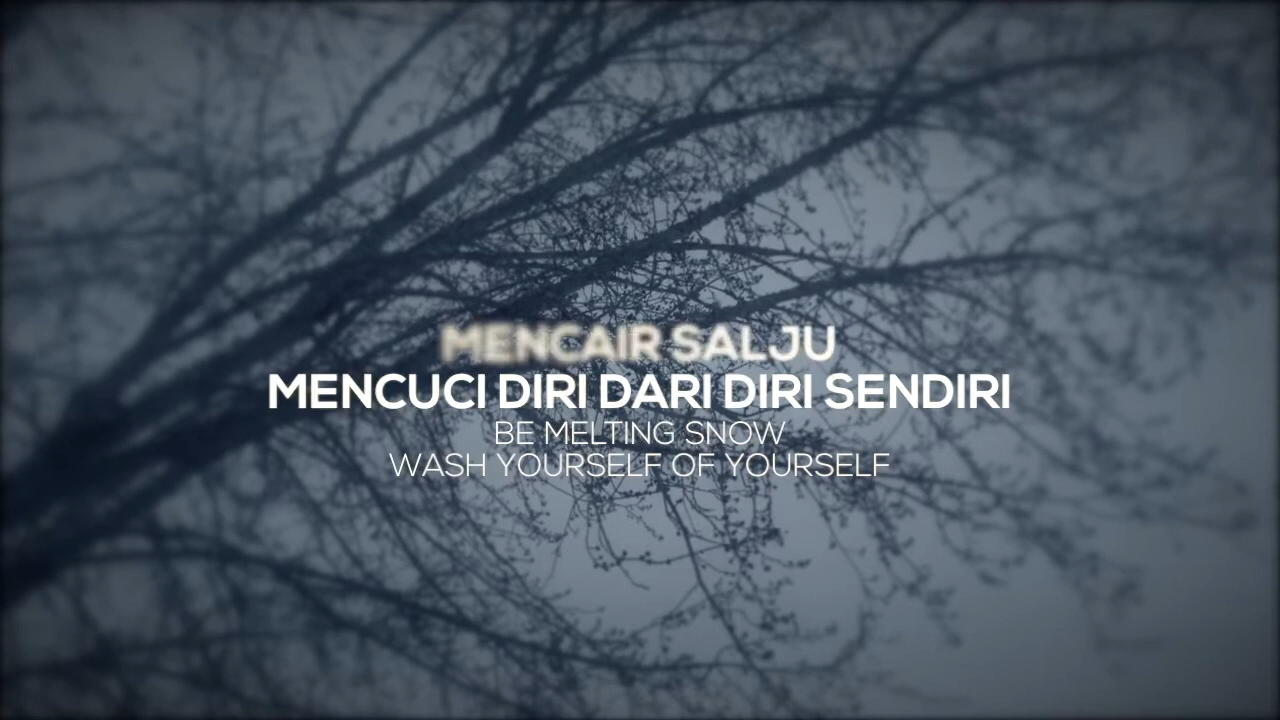 MENCAIR SALJU
MENCUCI DIRI DARI DIRI SENDIRI
BE MELTING SNOW
WASH YOURSELF OF YOURSELF